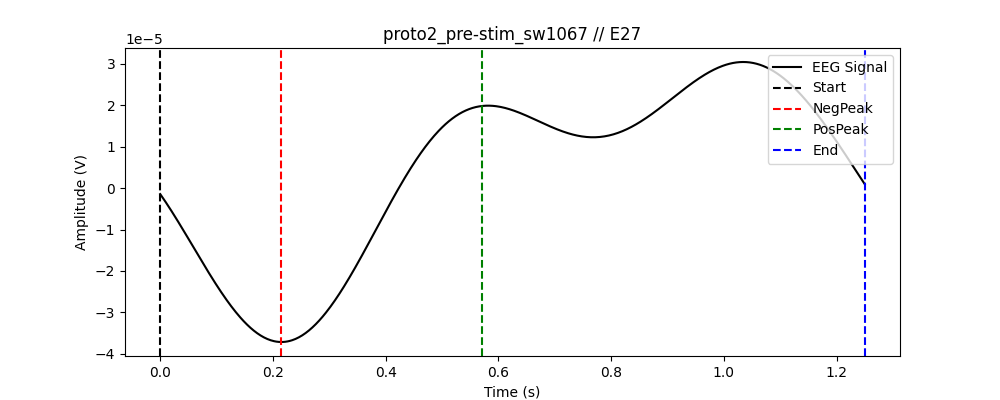 proto2_pre-stim_sw1067 // E27
1e−5
3
2
1
0
−1
−2
−3
−4
Amplitude (V)
EEG Signal
Start
NegPeak
PosPeak
End
0.0 0.2 0.4 0.6 0.8 1.0 1.2
Time (s)